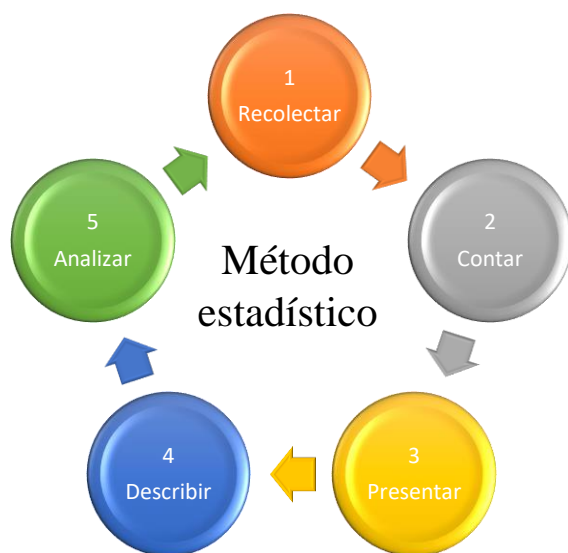 1
Recolectar
2
Contar
3
Presentar
4
Describir
5
Analizar
Método
estadístico